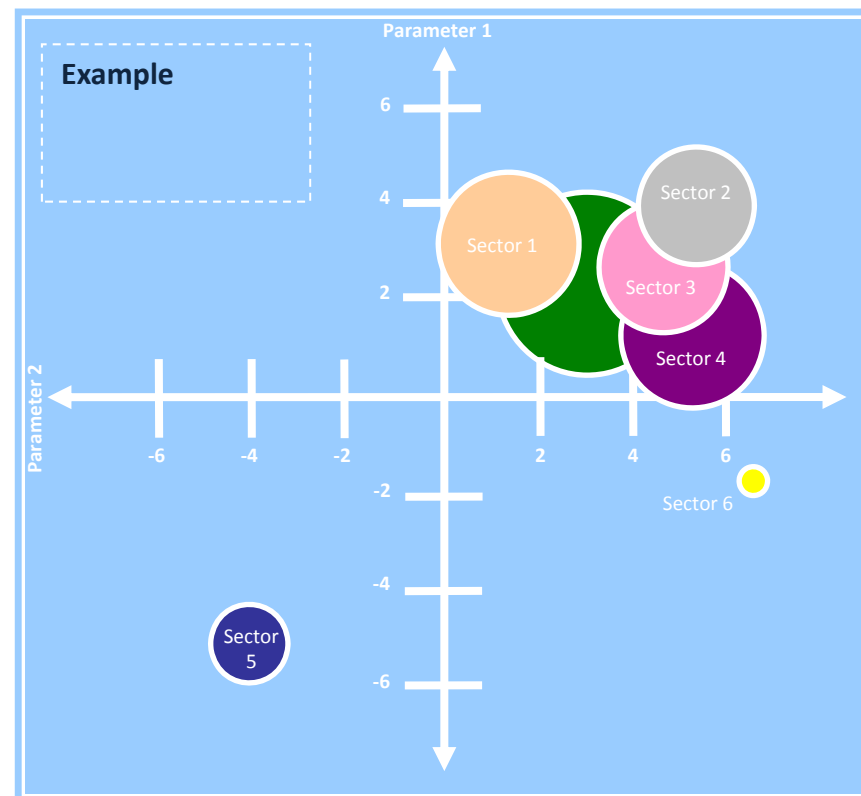 Parameter 1
Example
6
4
Sector 2
Sector 1
Sector 3
2
Sector 4
Parameter 2
-6
-4
-2
2
4
6
-2
Sector 6
-4
Sector
5
-6